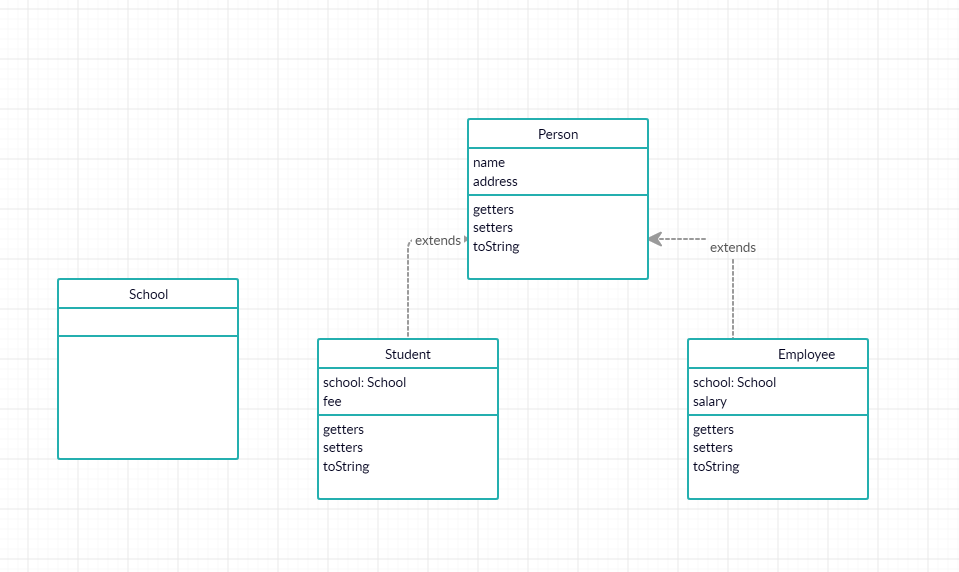 Person
name
address
getters
setters
toString
extends
extends
School
Student
school: School
fee
getters
setters
toString
Employee
school: School
salary
getters
setters
toString